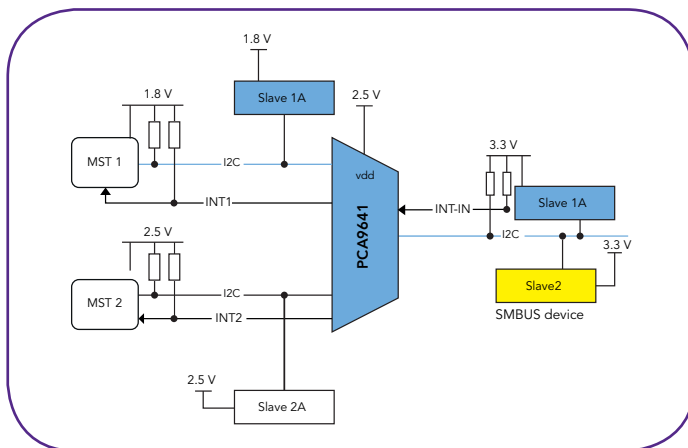 1.8 V
Slave 1A
1.8 V
2.5 V
MST 1
I2C
vdd
INT1
PCA9641
3.3 V
INT-IN
Slave 1A
I2C
3.3 V
2.5 V
Slave2
SMBUS device
MST 2
I2C
INT2
2.5 V
Slave 2A